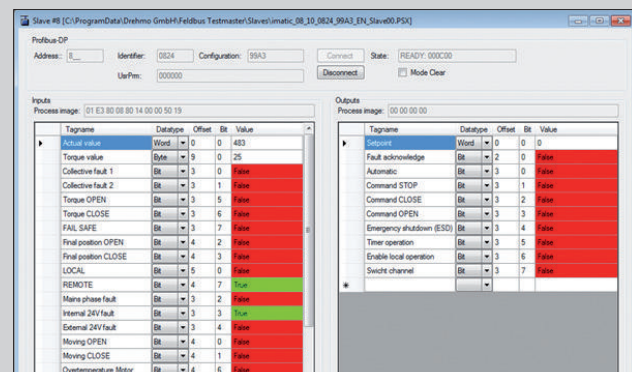 Slave #8 [C:\ProgramData\Drehmo GmbH\Feldbus Testmaster\Slaves\imatic_08_10_0824_99A3_EN_Slave00.PSX]
Profibus-DP
Address: 8__ Identifier: 0824 Configuration: 99A3 Connect State: READY: 000C00
UsrPrm: 000000 Disconnect Mode Clear
Inputs
Process image: 01 E3 80 08 80 14 00 00 50 19
Tagname Datatype Offset Bit Value
Actual value Word 0 0 483
Torque value Byte 9 0 25
Collective fault 1 Bit 3 0 False
Collective fault 2 Bit 3 1 False
Torque OPEN Bit 3 5 False
Torque CLOSE Bit 3 6 False
FAIL SAFE Bit 3 7 False
Final position OPEN Bit 4 2 False
Final position CLOSE Bit 4 3 False
LOCAL Bit 5 0 False
REMOTE Bit 4 7 True
Mains phase fault Bit 3 2 False
Internal 24V fault Bit 3 3 True
External 24V fault Bit 3 4 False
Moving OPEN Bit 4 0 False
Moving CLOSE Bit 4 1 False
Overtemperature Motor Bit 4 6 False
Outputs
Process image: 00 00 00 00
Tagname Datatype Offset Bit Value
Setpoint Word 0 0 0
Fault acknowledge Bit 2 0 False
Automatic Bit 3 0 False
Command STOP Bit 3 1 False
Command CLOSE Bit 3 2 False
Command OPEN Bit 3 3 False
Emergency shutdown (ESD) Bit 3 4 False
Timer operation Bit 3 5 False
Enable local operation Bit 3 6 False
Swicht channel Bit 3 7 False